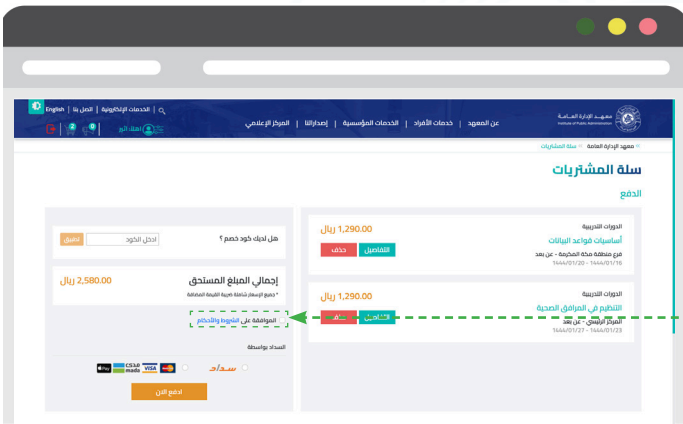 الخدمات الإلكترونية | اتصل بنا | English
معهد الإدارة العامة
Institute of Public Administration
عن المعهد | خدمات الأفراد | الخدمات المؤسسية | إصداراتنا | المركز الإعلامي
2
0
معهد الإدارة العامة » سلة المشتريات
سلة المشتريات
الدفع
الدورات التدريبية
1,290.00 ريال
أساسيات قواعد البيانات
التفاصيل
حذف
فرع منطقة مكة المكرمة - عن بعد
1444/01/20 - 1444/01/16
الدورات التدريبية
1,290.00 ريال
التنظيم في المرافق الصحية
التفاصيل
حذف
المركز الرئيسي - عن بعد
1444/01/27 - 1444/01/23
هل لديك كود خصم ؟
ادخل الكود
تطبيق
إجمالي المبلغ المستحق
2,580.00 ريال
* جميع الإسعار شاملة ضريبة القيمة المضافة
الموافقة على الشروط والأحكام
السداد بواسطة
سداد
VISA
mada
Pay
ادفع الان